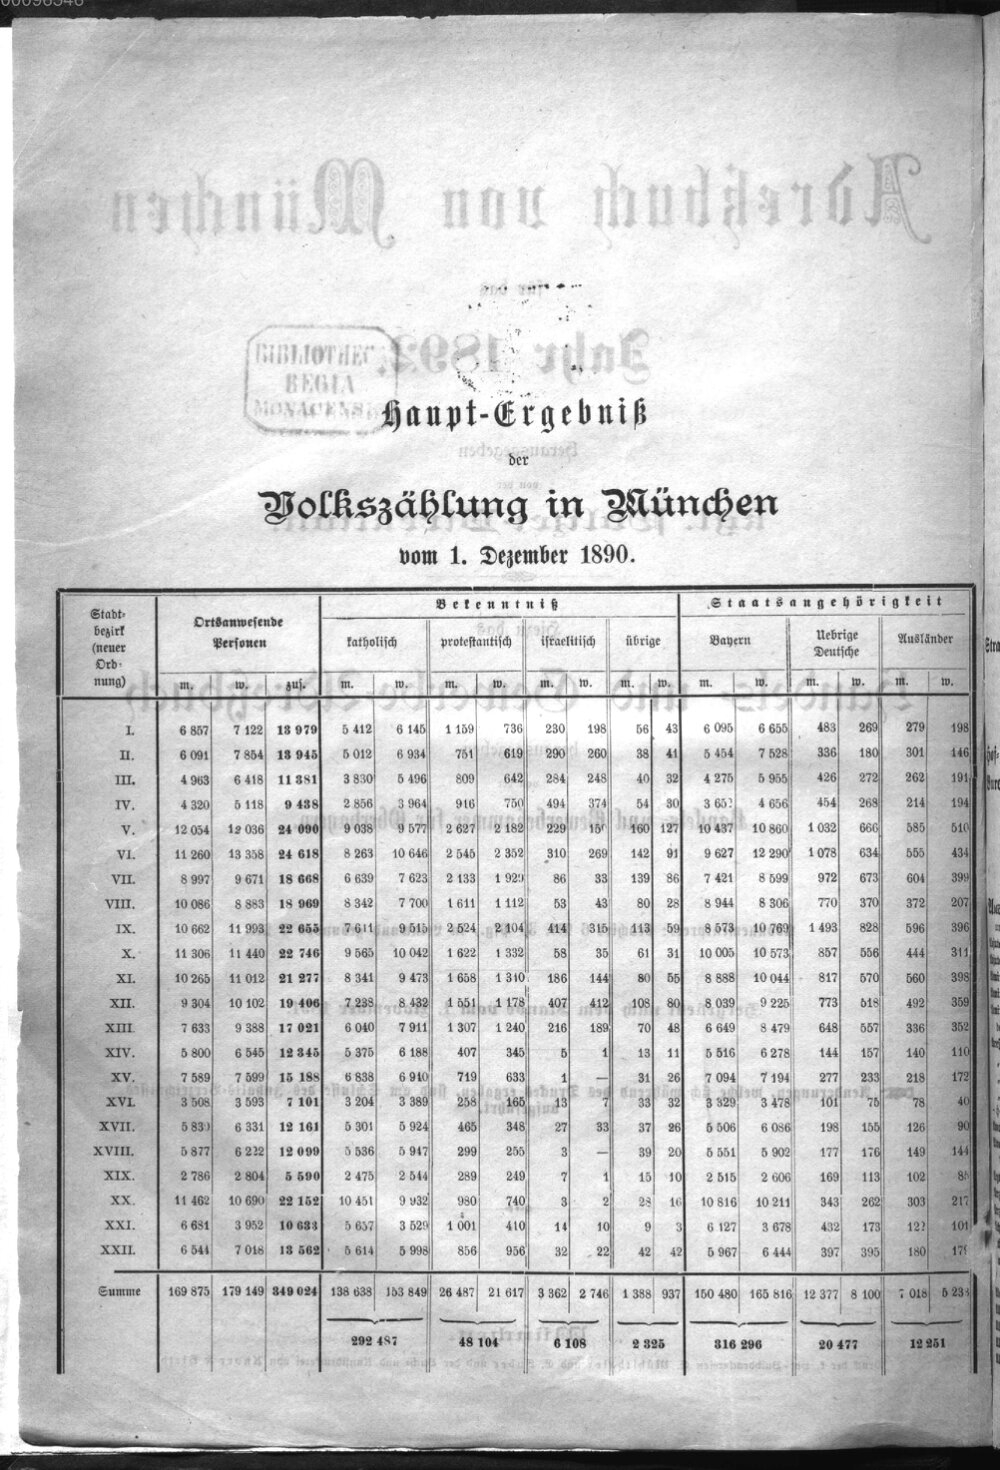 Haupt-Ergebniß
der
Volkszählung in München
vom 1. Dezember 1890.
BIBLIOTHEC
REGIA
MONACENSI
Stadt-
bezirk
(neuer
Ord-
nung)
Ortsanwesende
Personen
Bekenntniß
Staatsangehörigkeit
katholisch protestantisch israelitisch übrige Bayern Uebrige Deutsche Ausländer
m. w. zus. m. w. m. w. m. w. m. w. m. w. m. w. m. w.
I. 6 857 7 122 13 979 5 412 6 145 1 159 736 230 198 56 43 6 095 6 655 483 269 279 198
II. 6 091 7 854 13 945 5 012 6 934 751 619 290 260 38 41 5 454 7 528 336 180 301 146
III. 4 963 6 418 11 381 3 830 5 496 809 642 284 248 40 32 4 275 5 955 426 272 262 191
IV. 4 320 5 118 9 438 2 856 3 964 916 750 494 374 54 30 3 652 4 656 454 268 214 194
V. 12 054 12 036 24 090 9 038 9 577 2 627 2 182 229 150 160 127 10 437 10 860 1 032 666 585 510
VI. 11 260 13 358 24 618 8 263 10 646 2 545 2 352 310 269 142 91 9 627 12 290 1 078 634 555 434
VII. 8 997 9 671 18 668 6 639 7 623 2 133 1 929 86 33 139 86 7 421 8 599 972 673 604 399
VIII. 10 086 8 883 18 969 8 342 7 700 1 611 1 112 53 43 80 28 8 944 8 306 770 370 372 207
IX. 10 662 11 993 22 655 7 611 9 515 2 524 2 104 414 315 113 59 8 573 10 769 1 493 828 596 396
X. 11 306 11 440 22 746 9 565 10 042 1 622 1 332 58 35 61 31 10 005 10 573 857 556 444 311
XI. 10 265 11 012 21 277 8 341 9 473 1 658 1 340 186 144 80 55 8 888 10 044 817 570 560 398
XII. 9 304 10 102 19 406 7 238 8 432 1 551 1 178 407 412 108 80 8 039 9 225 773 518 492 359
XIII. 7 633 9 388 17 021 6 040 7 911 1 307 1 240 216 189 70 48 6 649 8 479 648 557 336 352
XIV. 5 800 6 545 12 345 5 375 6 188 407 345 5 1 13 11 5 516 6 278 144 157 140 110
XV. 7 589 7 599 15 188 6 838 6 940 719 633 1 — 31 26 7 094 7 194 277 233 218 172
XVI. 3 508 3 593 7 101 3 204 3 389 258 165 13 7 33 32 3 329 3 478 101 75 78 40
XVII. 5 830 6 331 12 161 5 301 5 924 465 348 27 33 37 26 5 506 6 086 198 155 126 90
XVIII. 5 877 6 222 12 099 5 536 5 947 299 255 3 — 39 20 5 551 5 902 177 176 149 144
XIX. 2 786 2 804 5 590 2 475 2 544 289 249 7 1 15 10 2 515 2 606 169 113 102 85
XX. 11 462 10 690 22 152 10 451 9 932 980 740 3 2 28 16 10 816 10 211 343 262 303 217
XXI. 6 681 3 952 10 633 5 657 3 529 1 001 410 14 10 9 3 6 127 3 678 432 173 122 101
XXII. 6 544 7 018 13 562 5 614 5 998 856 956 32 22 42 42 5 967 6 444 397 395 180 179
Summe 169 875 179 149 349 024 138 638 153 849 26 487 21 617 3 362 2 746 1 388 937 150 480 165 816 12 377 8 100 7 018 5 233
292 487 48 104 6 108 2 325 316 296 20 477 12 251